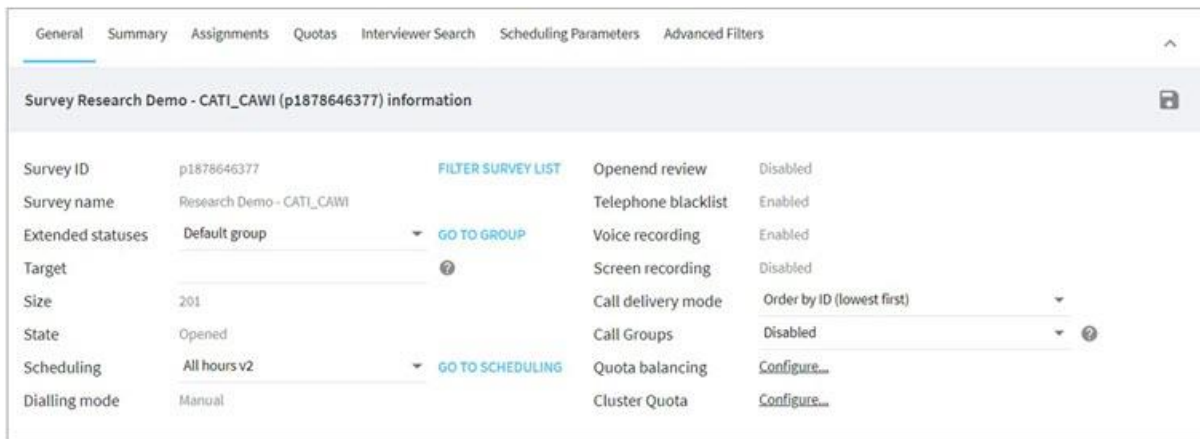 General Summary Assignments Quotas Interviewer Search Scheduling Parameters Advanced Filters
Survey Research Demo - CATI_CAWI (p1878646377) information
Survey ID p1878646377 FILTER SURVEY LIST
Survey name Research Demo - CATI_CAWI
Extended statuses Default group GO TO GROUP
Target
Size 201
State Opened
Scheduling All hours v2 GO TO SCHEDULING
Dialling mode Manual
Openend review Disabled
Telephone blacklist Enabled
Voice recording Enabled
Screen recording Disabled
Call delivery mode Order by ID (lowest first)
Call Groups Disabled
Quota balancing Configure...
Cluster Quota Configure...